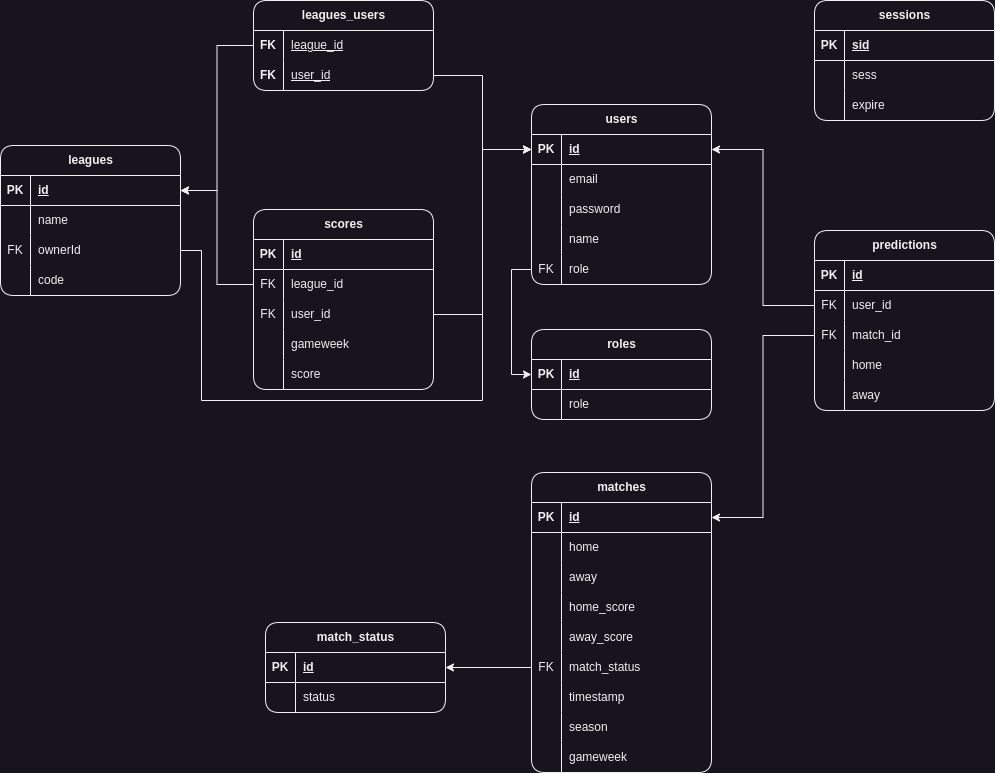 leagues_users
FK league_id
FK user_id
sessions
PK sid
sess
expire
users
PK id
email
password
name
FK role
leagues
PK id
name
FK ownerId
code
scores
PK id
FK league_id
FK user_id
gameweek
score
predictions
PK id
FK user_id
FK match_id
home
away
roles
PK id
role
matches
PK id
home
away
home_score
away_score
FK match_status
timestamp
season
gameweek
match_status
PK id
status